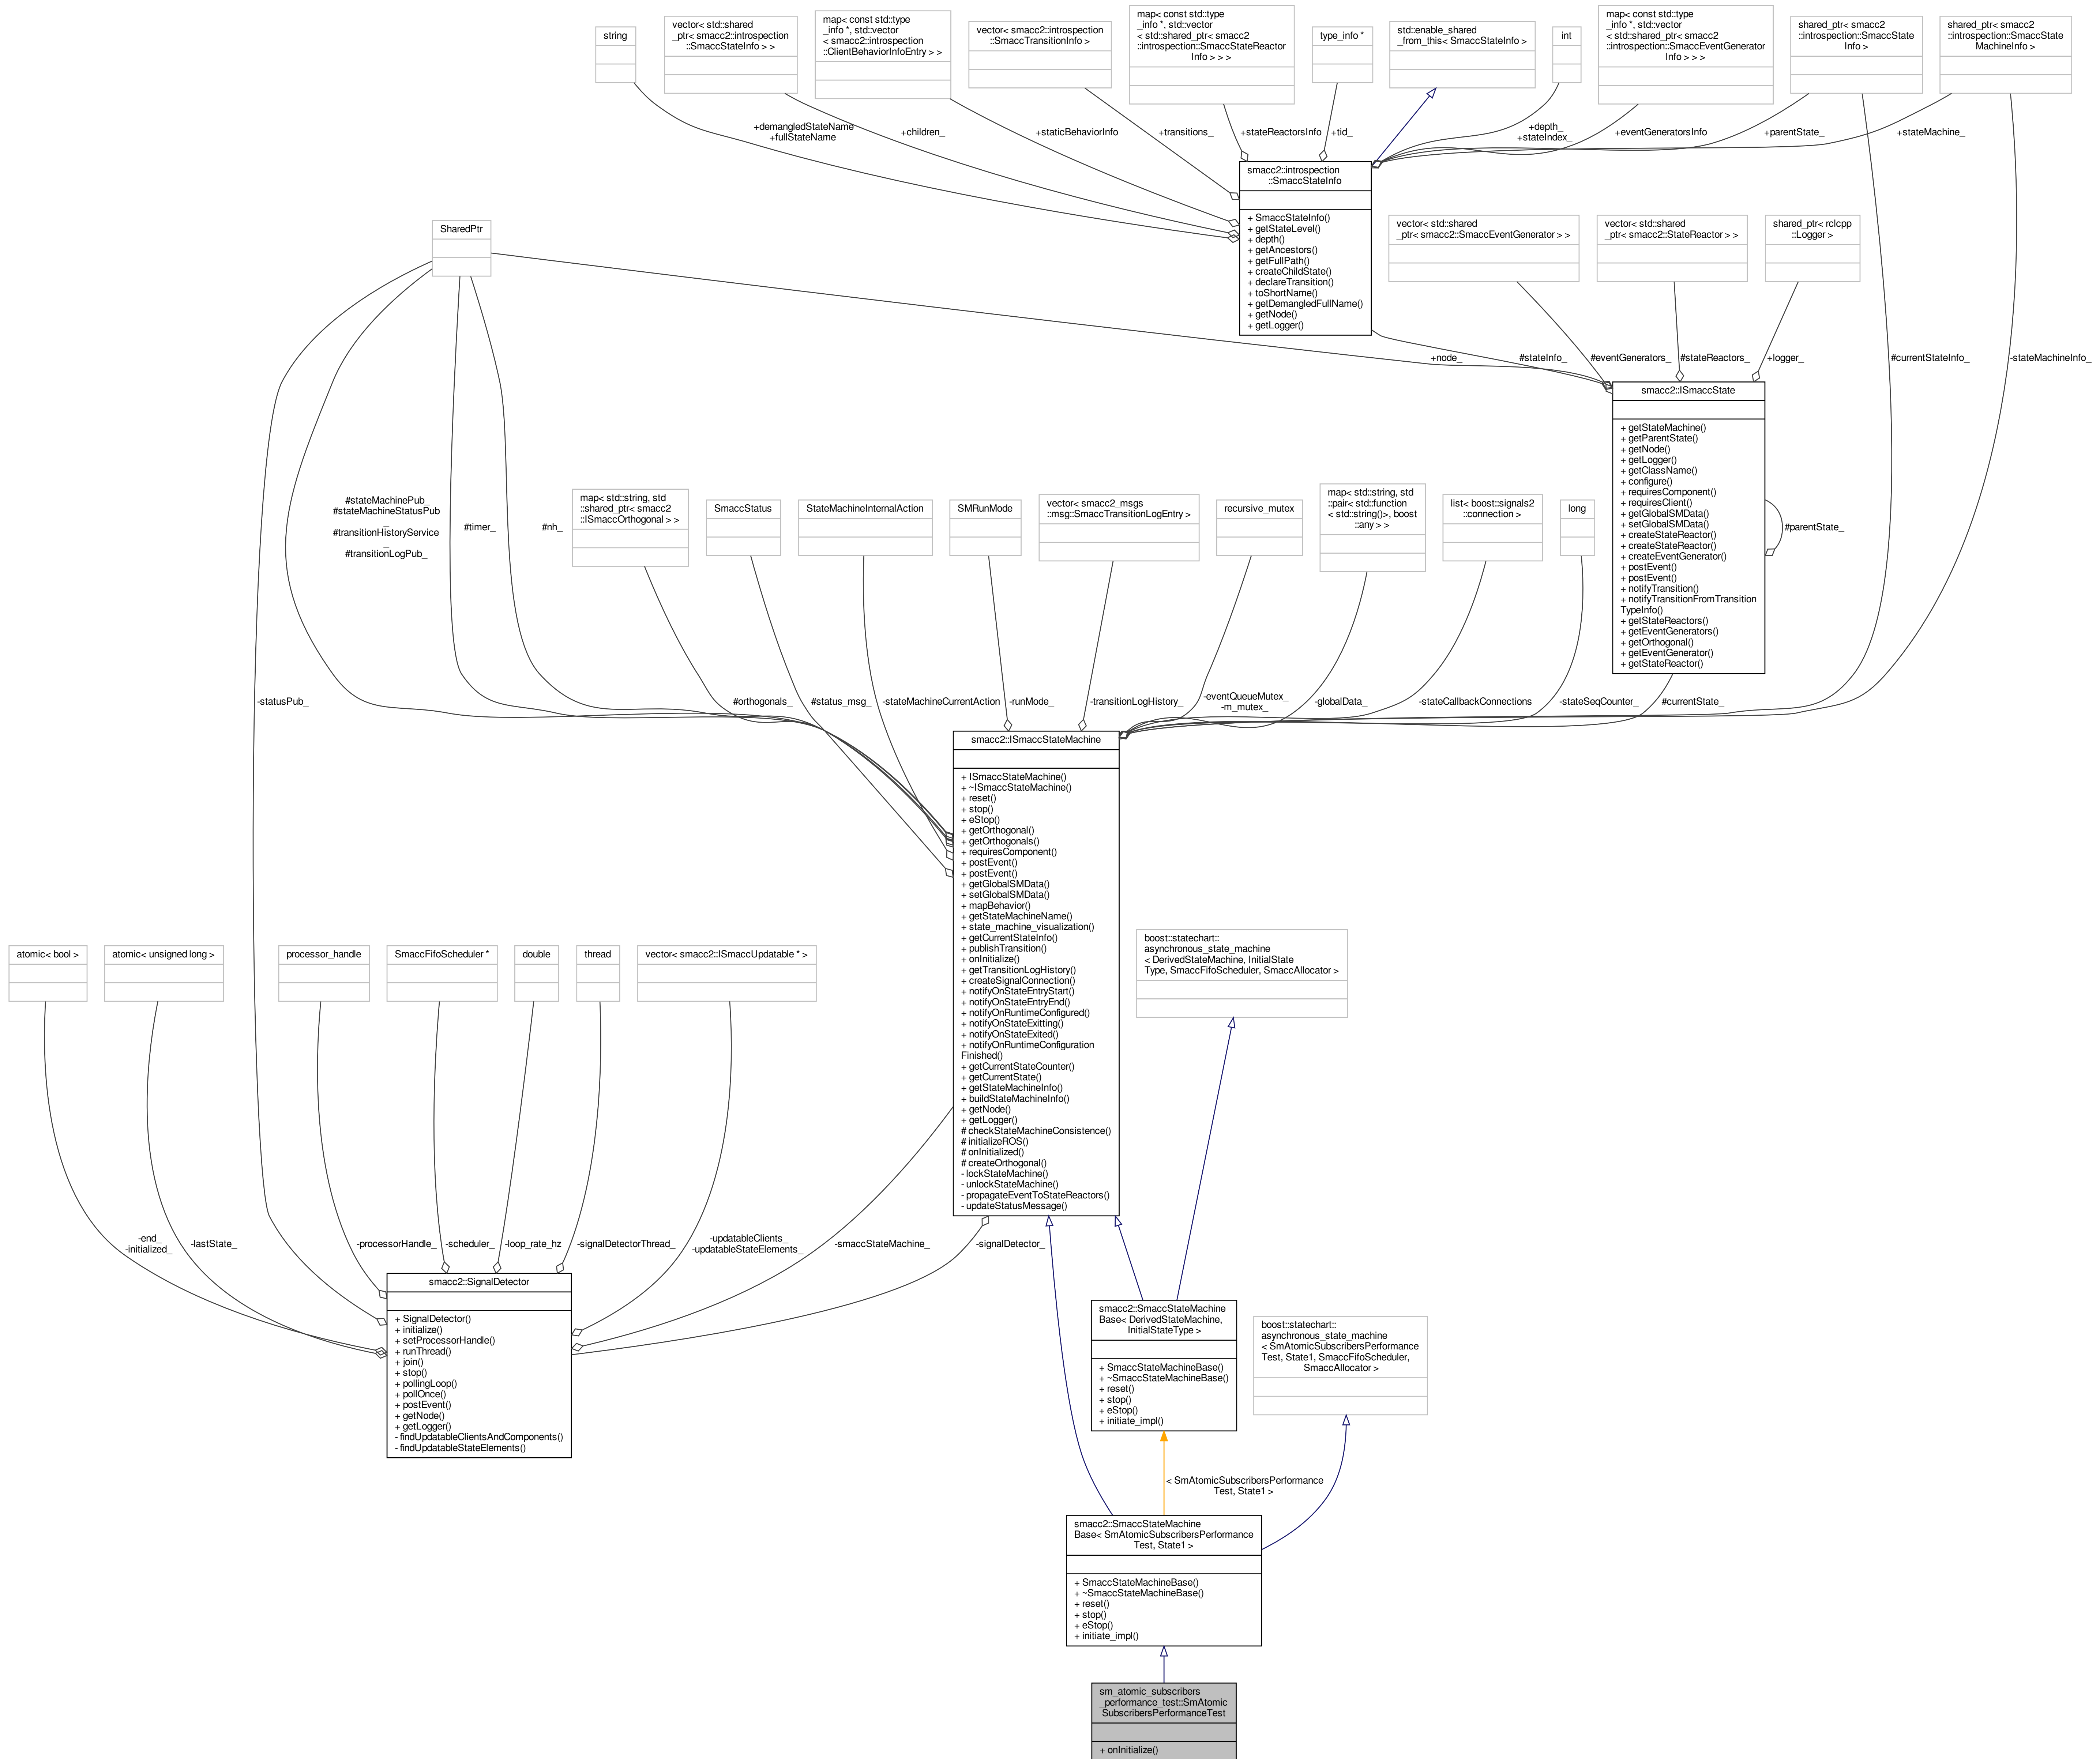 string
vector< std::shared
_ptr< smacc2::introspection
::SmaccStateInfo > >
map< const std::type
_info *, std::vector
< smacc2::introspection
::ClientBehaviorInfoEntry > >
vector< smacc2::introspection
::SmaccTransitionInfo >
map< const std::type
_info *, std::vector
< std::shared_ptr< smacc2
::introspection::SmaccStateReactor
Info > > >
type_info *
std::enable_shared
_from_this< SmaccStateInfo >
int
map< const std::type
_info *, std::vector
< std::shared_ptr< smacc2
::introspection::SmaccEventGenerator
Info > > >
shared_ptr< smacc2
::introspection::SmaccState
Info >
shared_ptr< smacc2
::introspection::SmaccState
MachineInfo >
+demangledStateName
+fullStateName
+children_
+staticBehaviorInfo
+transitions_
+stateReactorsInfo
+tid_
+depth_
+stateIndex_
+eventGeneratorsInfo
+parentState_
+stateMachine_
smacc2::introspection
::SmaccStateInfo
+ SmaccStateInfo()
+ getStateLevel()
+ depth()
+ getAncestors()
+ getFullPath()
+ createChildState()
+ declareTransition()
+ toShortName()
+ getDemangledFullName()
+ getNode()
+ getLogger()
SharedPtr
vector< std::shared
_ptr< smacc2::SmaccEventGenerator > >
vector< std::shared
_ptr< smacc2::StateReactor > >
shared_ptr< rclcpp
::Logger >
+node_
#stateInfo_
#eventGenerators_
#stateReactors_
+logger_
#currentStateInfo_
-stateMachineInfo_
smacc2::ISmaccState
+ getStateMachine()
+ getParentState()
+ getNode()
+ getLogger()
+ getClassName()
+ configure()
+ requiresComponent()
+ requiresClient()
+ getGlobalSMData()
+ setGlobalSMData()
+ createStateReactor()
+ createStateReactor()
+ createEventGenerator()
+ postEvent()
+ postEvent()
+ notifyTransition()
+ notifyTransitionFromTransition
TypeInfo()
+ getStateReactors()
+ getEventGenerators()
+ getOrthogonal()
+ getEventGenerator()
+ getStateReactor()
#parentState_
#stateMachinePub_
#stateMachineStatusPub
_
#transitionHistoryService
_
#transitionLogPub_
#timer_
#nh_
map< std::string, std
::shared_ptr< smacc2
::ISmaccOrthogonal > >
SmaccStatus
StateMachineInternalAction
SMRunMode
vector< smacc2_msgs
::msg::SmaccTransitionLogEntry >
recursive_mutex
map< std::string, std
::pair< std::function
< std::string()>, boost
::any > >
list< boost::signals2
::connection >
long
-statusPub_
#orthogonals_
#status_msg_
-stateMachineCurrentAction
-runMode_
-transitionLogHistory_
-eventQueueMutex_
-m_mutex_
-globalData_
-stateCallbackConnections
-stateSeqCounter_
#currentState_
smacc2::ISmaccStateMachine
+ ISmaccStateMachine()
+ ~ISmaccStateMachine()
+ reset()
+ stop()
+ eStop()
+ getOrthogonal()
+ getOrthogonals()
+ requiresComponent()
+ postEvent()
+ postEvent()
+ getGlobalSMData()
+ setGlobalSMData()
+ mapBehavior()
+ getStateMachineName()
+ state_machine_visualization()
+ getCurrentStateInfo()
+ publishTransition()
+ onInitialize()
+ getTransitionLogHistory()
+ createSignalConnection()
+ notifyOnStateEntryStart()
+ notifyOnStateEntryEnd()
+ notifyOnRuntimeConfigured()
+ notifyOnStateExitting()
+ notifyOnStateExited()
+ notifyOnRuntimeConfiguration
Finished()
+ getCurrentStateCounter()
+ getCurrentState()
+ getStateMachineInfo()
+ buildStateMachineInfo()
+ getNode()
+ getLogger()
# checkStateMachineConsistence()
# initializeROS()
# onInitialized()
# createOrthogonal()
- lockStateMachine()
- unlockStateMachine()
- propagateEventToStateReactors()
- updateStatusMessage()
atomic< bool >
atomic< unsigned long >
processor_handle
SmaccFifoScheduler *
double
thread
vector< smacc2::ISmaccUpdatable * >
boost::statechart::
asynchronous_state_machine
< DerivedStateMachine, InitialState
Type, SmaccFifoScheduler, SmaccAllocator >
-end_
-initialized_
-lastState_
-processorHandle_
-scheduler_
-loop_rate_hz
-signalDetectorThread_
-updatableClients_
-updatableStateElements_
-smaccStateMachine_
-signalDetector_
smacc2::SignalDetector
+ SignalDetector()
+ initialize()
+ setProcessorHandle()
+ runThread()
+ join()
+ stop()
+ pollingLoop()
+ pollOnce()
+ postEvent()
+ getNode()
+ getLogger()
- findUpdatableClientsAndComponents()
- findUpdatableStateElements()
smacc2::SmaccStateMachine
Base< DerivedStateMachine,
InitialStateType >
+ SmaccStateMachineBase()
+ ~SmaccStateMachineBase()
+ reset()
+ stop()
+ eStop()
+ initiate_impl()
boost::statechart::
asynchronous_state_machine
< SmAtomicSubscribersPerformance
Test, State1, SmaccFifoScheduler,
SmaccAllocator >
< SmAtomicSubscribersPerformance
Test, State1 >
smacc2::SmaccStateMachine
Base< SmAtomicSubscribersPerformance
Test, State1 >
+ SmaccStateMachineBase()
+ ~SmaccStateMachineBase()
+ reset()
+ stop()
+ eStop()
+ initiate_impl()
sm_atomic_subscribers
_performance_test::SmAtomic
SubscribersPerformanceTest
+ onInitialize()